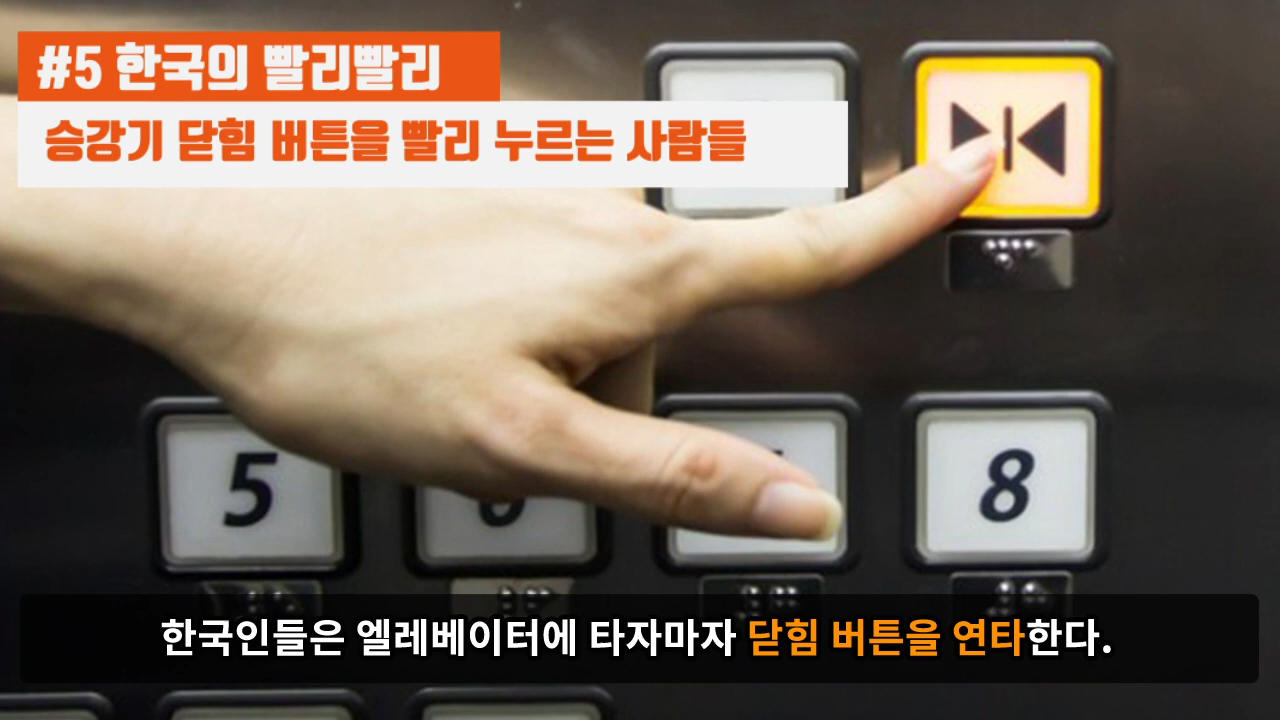 #5 한국의 빨리빨리
승강기 닫힘 버튼을 빨리 누르는 사람들
5
8
한국인들은 엘레베이터에 타자마자 닫힘 버튼을 연타한다.